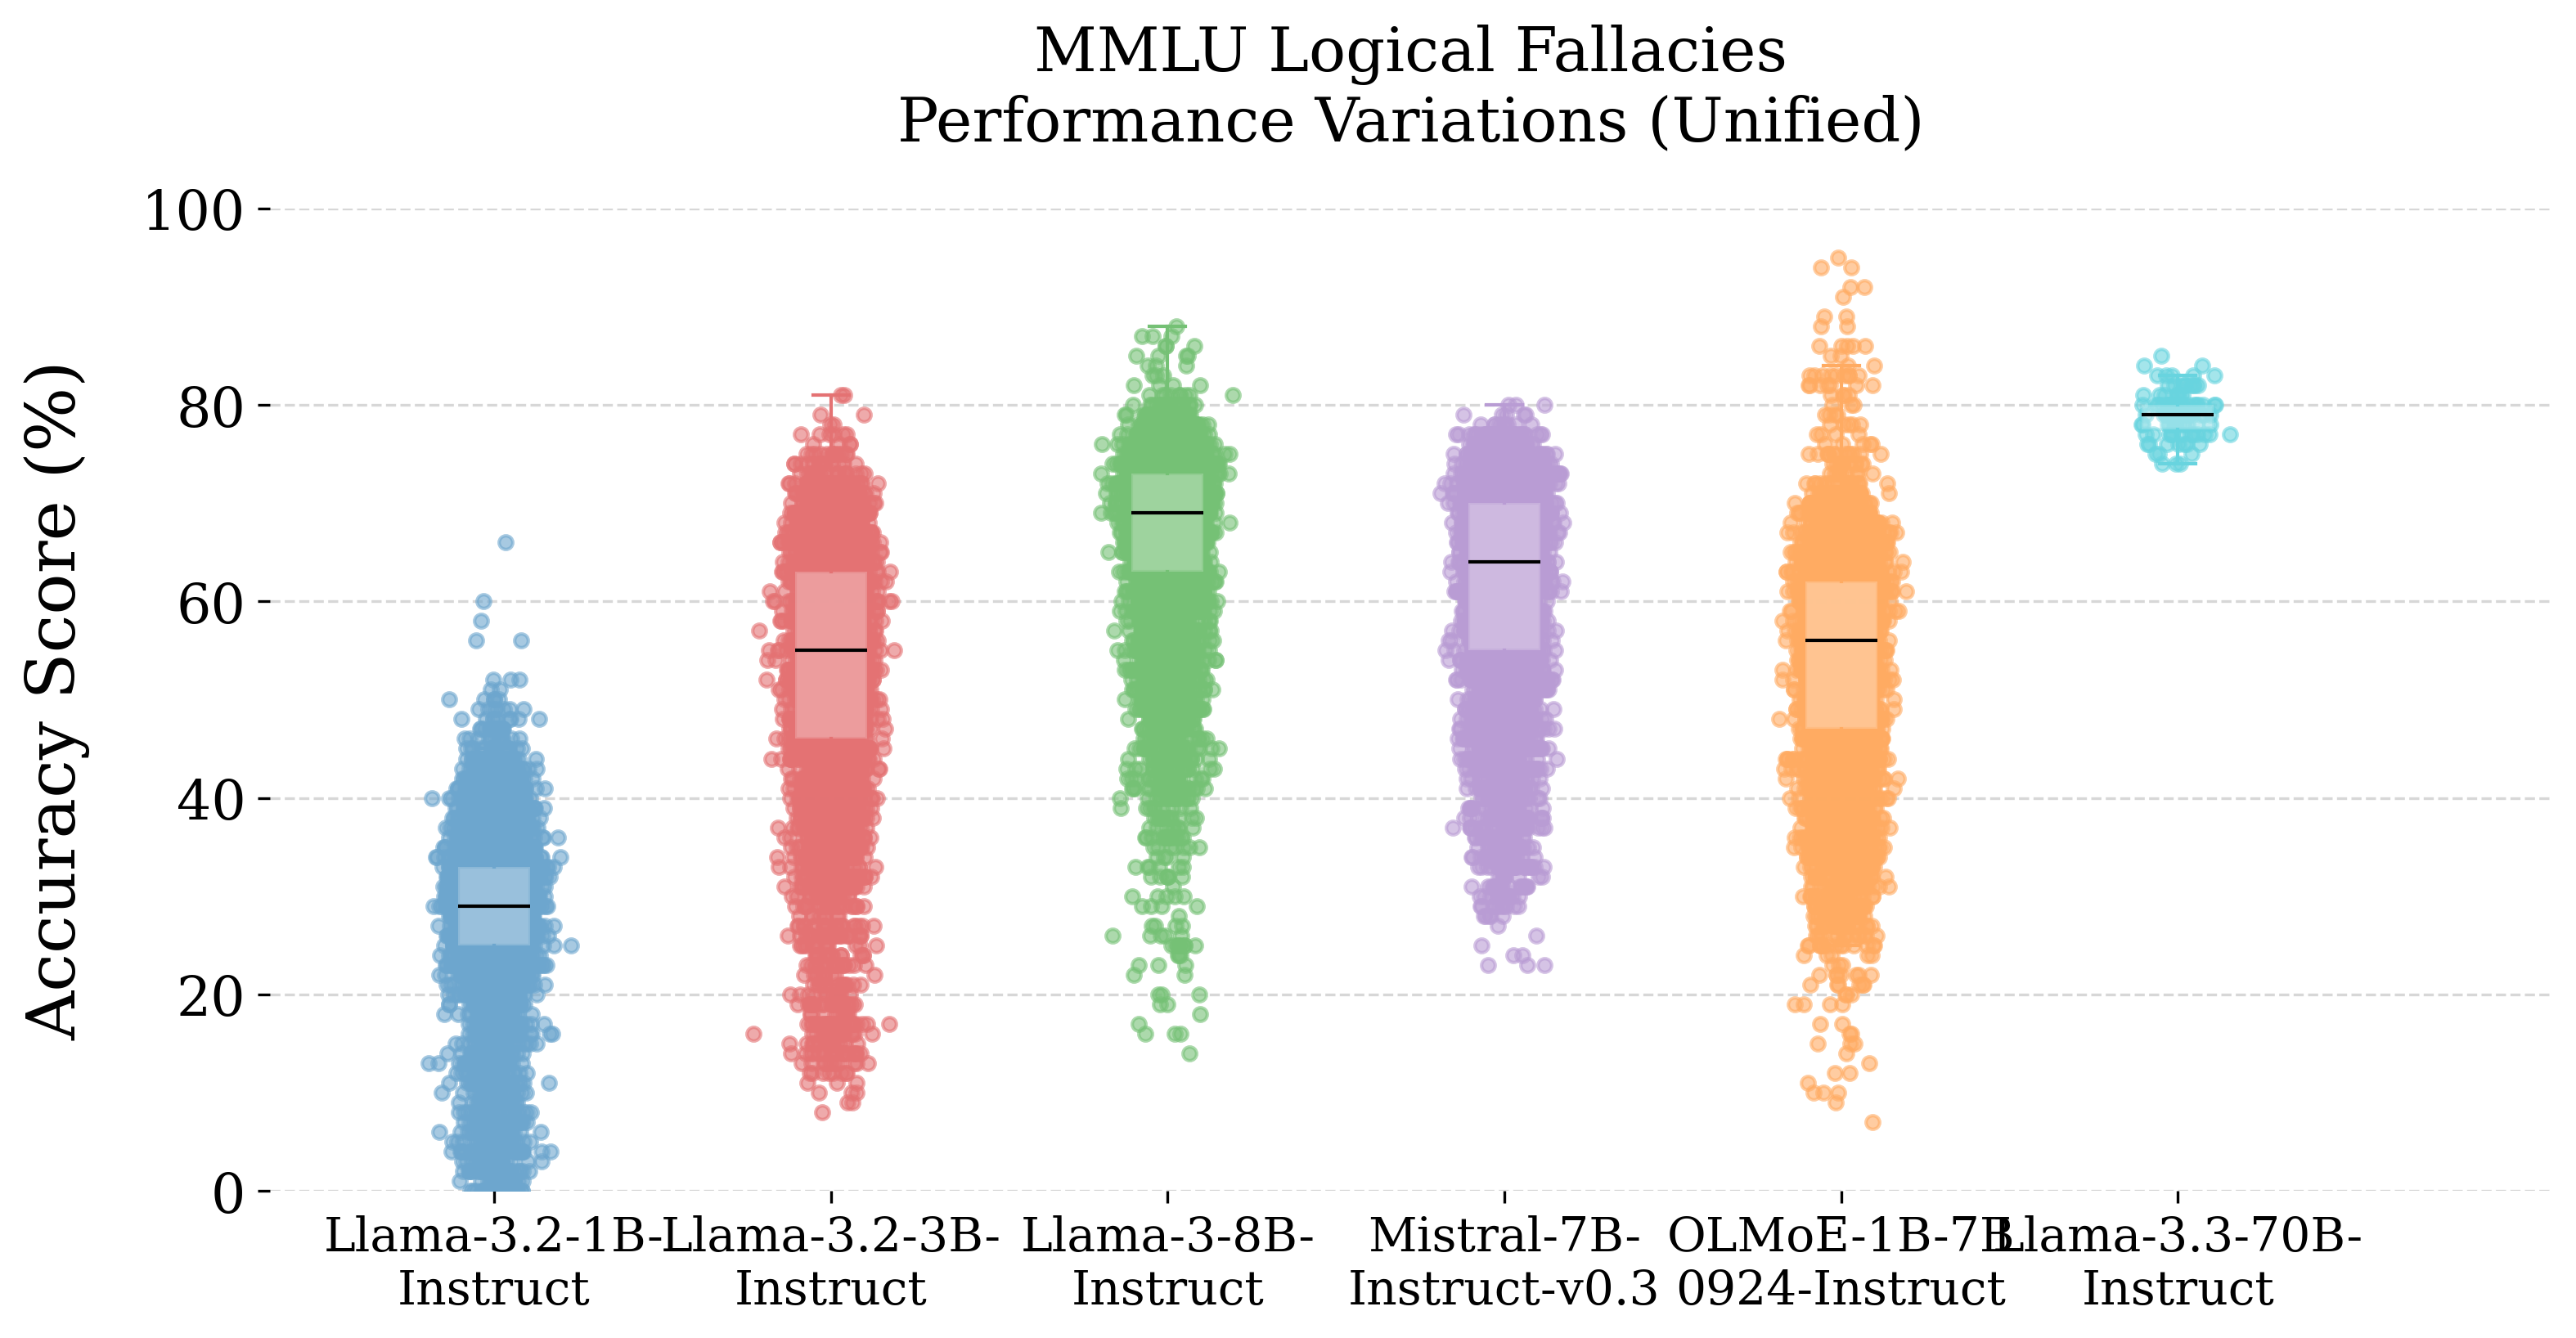 MMLU Logical Fallacies
Performance Variations (Unified)
Accuracy Score (%)
100
80
60
40
20
0
Llama-3.2-1B-
Instruct
Llama-3.2-3B-
Instruct
Llama-3-8B-
Instruct
Mistral-7B-
Instruct-v0.3
OLMoE-1B-7B
0924-Instruct
Llama-3.3-70B-
Instruct